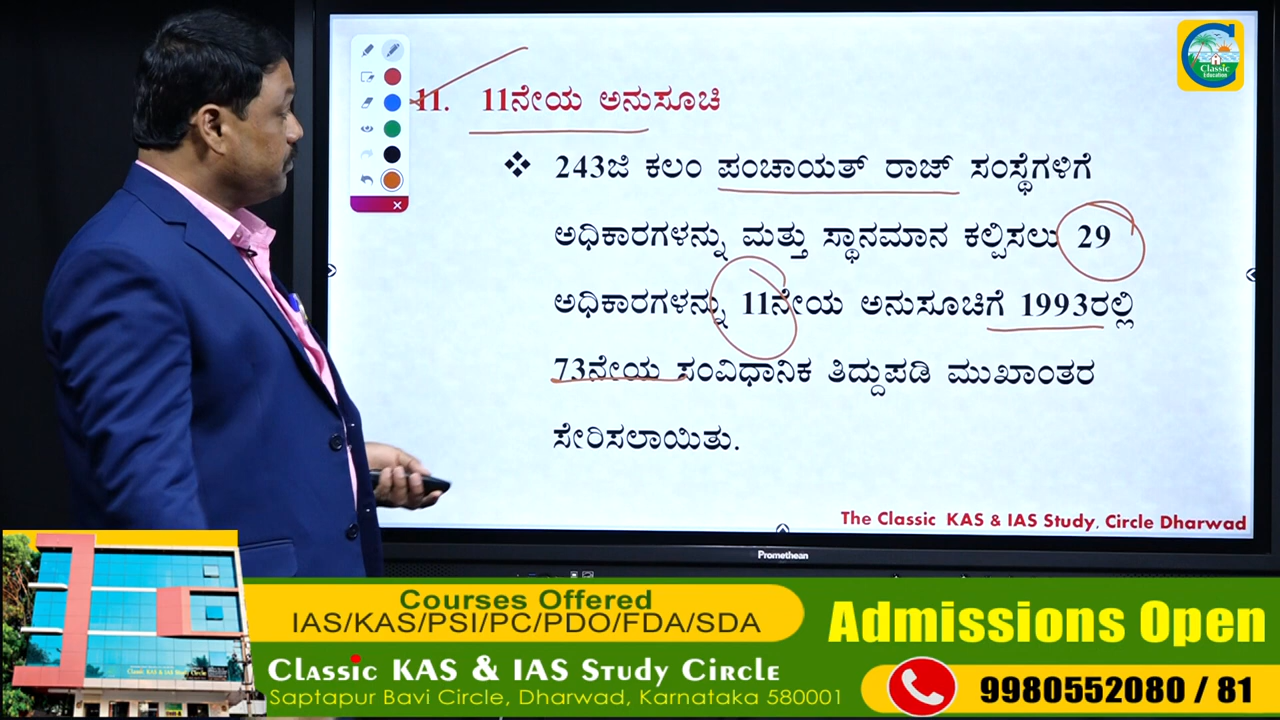 Classic
Education
11. 11ನೇಯ ಅನುಸೂಚಿ
❖ 243ಜಿ ಕಲಂ ಪಂಚಾಯತ್ ರಾಜ್ ಸಂಸ್ಥೆಗಳಿಗೆ
ಅಧಿಕಾರಗಳನ್ನು ಮತ್ತು ಸ್ಥಾನಮಾನ ಕಲ್ಪಿಸಲು 29
ಅಧಿಕಾರಗಳನ್ನು 11ನೇಯ ಅನುಸೂಚಿಗೆ 1993ರಲ್ಲಿ
73ನೇಯ ಸಂವಿಧಾನಿಕ ತಿದ್ದುಪಡಿ ಮುಖಾಂತರ
ಸೇರಿಸಲಾಯಿತು.
The Classic KAS & IAS Study, Circle Dharwad
Promethean
Courses Offered
IAS/KAS/PSI/PC/PDO/FDA/SDA
Classic KAS & IAS Study Circle
Saptapur Bavi Circle, Dharwad, Karnataka 580001
Admissions Open
9980552080 / 81